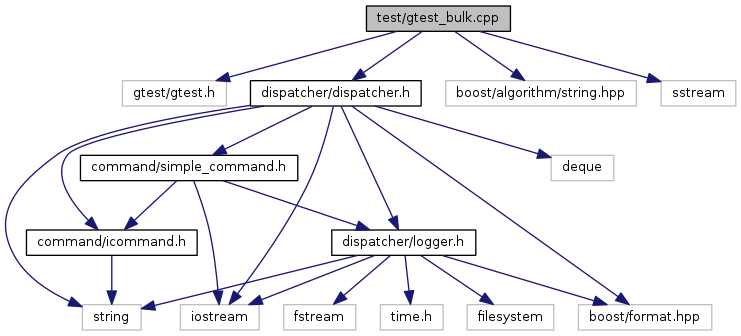 test/gtest_bulk.cpp
gtest/gtest.h
dispatcher/dispatcher.h
boost/algorithm/string.hpp
sstream
command/simple_command.h
deque
command/icommand.h
dispatcher/logger.h
string
iostream
fstream
time.h
filesystem
boost/format.hpp